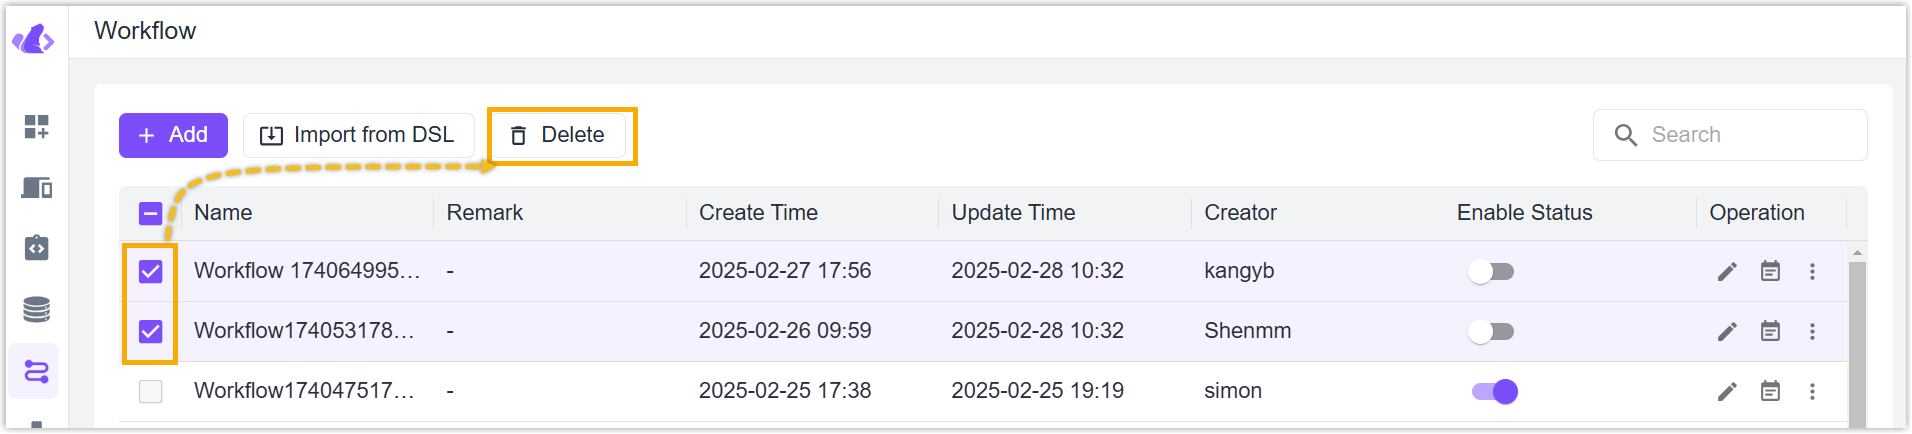 Workflow
Add Import from DSL Delete Search
Name Remark Create Time Update Time Creator Enable Status Operation
Workflow 174064995... - 2025-02-27 17:56 2025-02-28 10:32 kangyb
Workflow174053178... - 2025-02-26 09:59 2025-02-28 10:32 Shenmm
Workflow174047517... - 2025-02-25 17:38 2025-02-25 19:19 simon